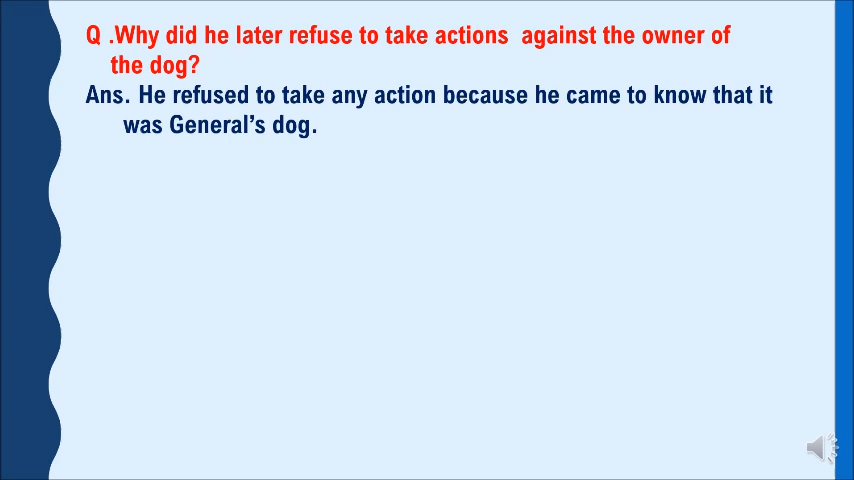 Q .Why did he later refuse to take actions  against the owner of
the dog?
Ans. He refused to take any action because he came to know that it
was General’s dog.